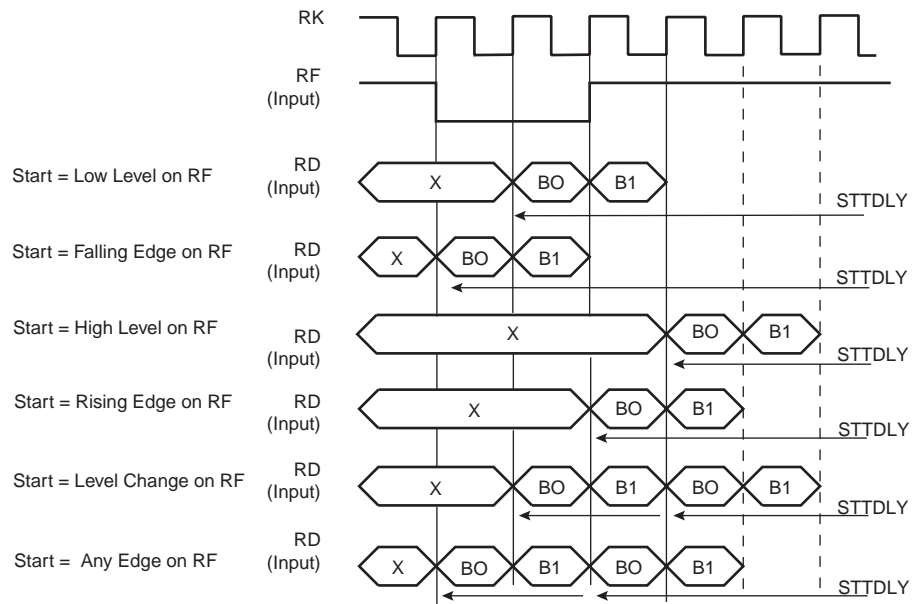 RK
RF
(Input)
Start = Low Level on RF
RD
(Input)
X
BO
B1
STTDLY
Start = Falling Edge on RF
RD
(Input)
X
BO
B1
STTDLY
Start = High Level on RF
RD
(Input)
X
BO
B1
STTDLY
Start = Rising Edge on RF
RD
(Input)
X
BO
B1
STTDLY
Start = Level Change on RF
RD
(Input)
X
BO
B1
BO
B1
STTDLY
Start = Any Edge on RF
RD
(Input)
X
BO
B1
BO
B1
STTDLY